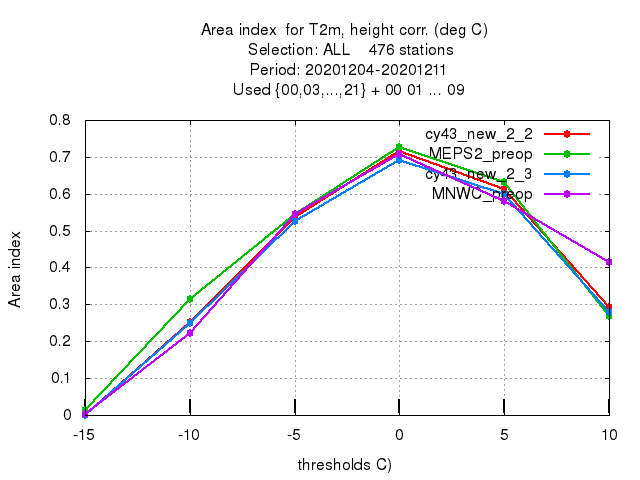 Area index for T2m, height corr. (deg C)
Selection: ALL 476 stations
Period: 20201204-20201211
Used {00,03,...,21} + 00 01 ... 09
0.8
0.7
0.6
0.5
0.4
0.3
0.2
0.1
0
Area index
cy43_new_2_2
MEPS2_preop
cy43_new_2_3
MNWC_preop
-15 -10 -5 0 5 10
thresholds C)